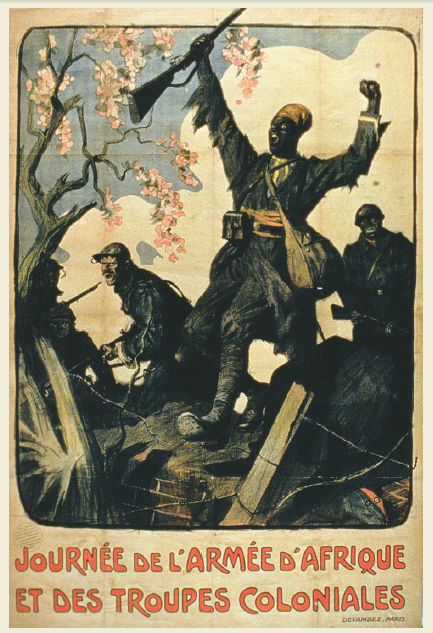 JOURNÉE DE L'ARMÉE D'AFRIQUE
ET DES TROUPES COLONIALES
DEVAMBEZ, PARIS